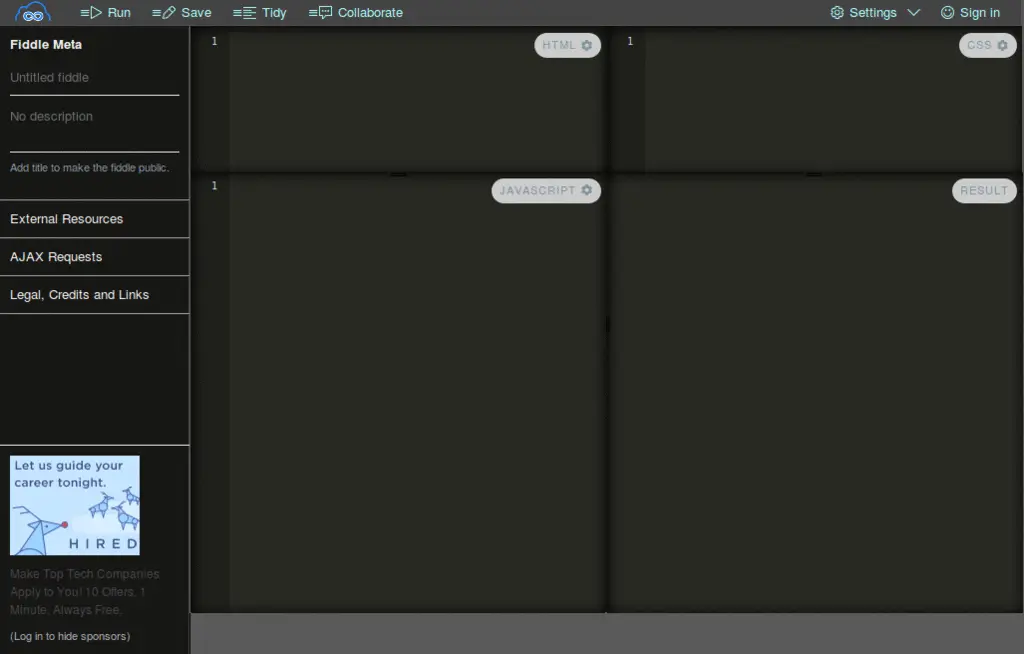 Run
Save
Tidy
Collaborate
Settings
Sign in
Fiddle Meta
Untitled fiddle
No description
Add title to make the fiddle public.
External Resources
AJAX Requests
Legal, Credits and Links
Let us guide your
career tonight.
HIRED
Make Top Tech Companies
Apply to You! 10 Offers, 1
Minute. Always Free.
(Log in to hide sponsors)
1
HTML
1
CSS
1
JAVASCRIPT
RESULT